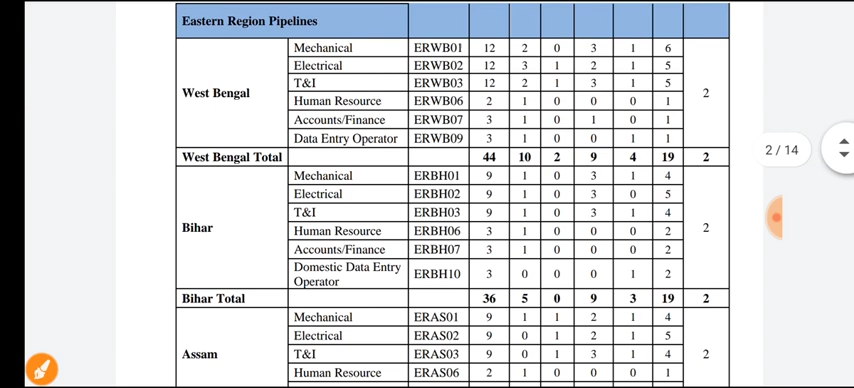 Eastern Region Pipelines
Mechanical ERWB01 12 2 0 3 1 6
Electrical ERWB02 12 3 1 2 1 5
T&I ERWB03 12 2 1 3 1 5
West Bengal 2
Human Resource ERWB06 2 1 0 0 0 1
Accounts/Finance ERWB07 3 1 0 1 0 1
Data Entry Operator ERWB09 3 1 0 0 1 1
West Bengal Total 44 10 2 9 4 19 2
2 / 14
Mechanical ERBH01 9 1 0 3 1 4
Electrical ERBH02 9 1 0 3 0 5
T&I ERBH03 9 1 0 3 1 4
Bihar 2
Human Resource ERBH06 3 1 0 0 0 2
Accounts/Finance ERBH07 3 1 0 0 0 2
Domestic Data Entry
Operator ERBH10 3 0 0 0 1 2
Bihar Total 36 5 0 9 3 19 2
Mechanical ERAS01 9 1 1 2 1 4
Electrical ERAS02 9 0 1 2 1 5
Assam T&I ERAS03 9 0 1 3 1 4 2
Human Resource ERAS06 2 1 0 0 0 1